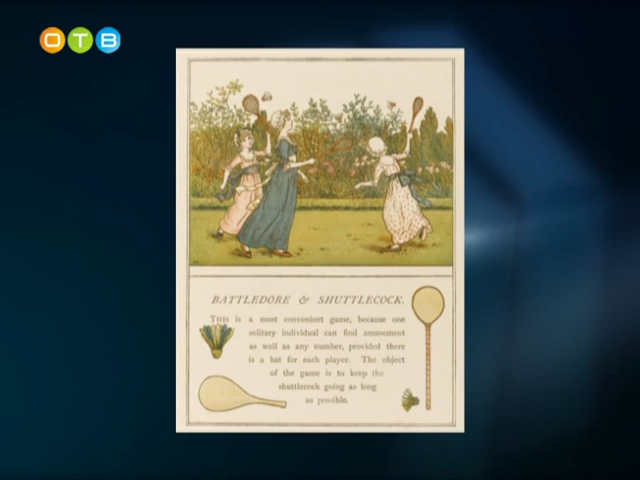 ОТВ
BATTLEDORE & SHUTTLECOCK.
THIS is a most convenient game, because one
solitary individual can find amusement
as well as any number, provided there
is a bat for each player. The object
of the game is to keep the
shuttlecock going as long
as possible.